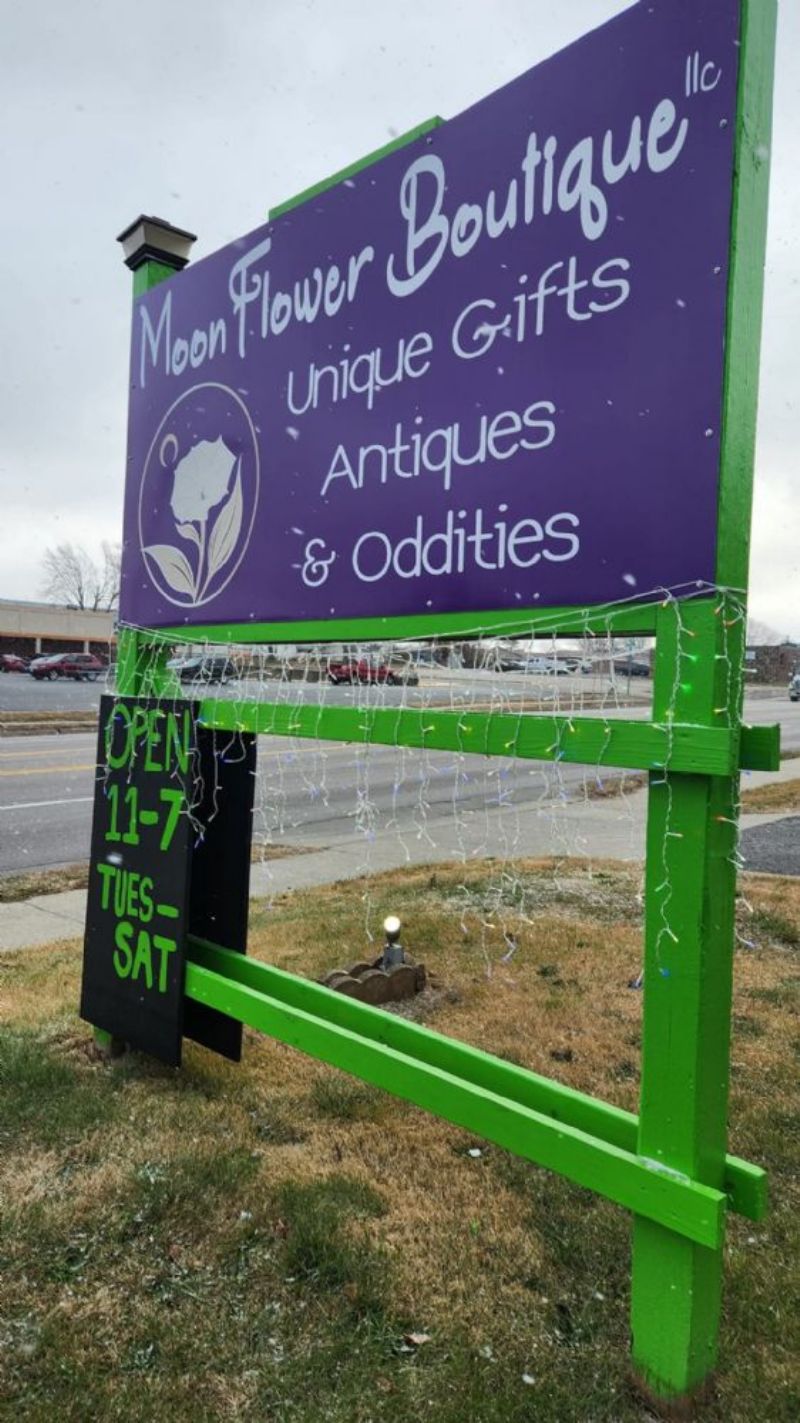 Moon Flower Boutique llc
Unique Gifts
Antiques
& Oddities
OPEN
11-7
TUES-
SAT